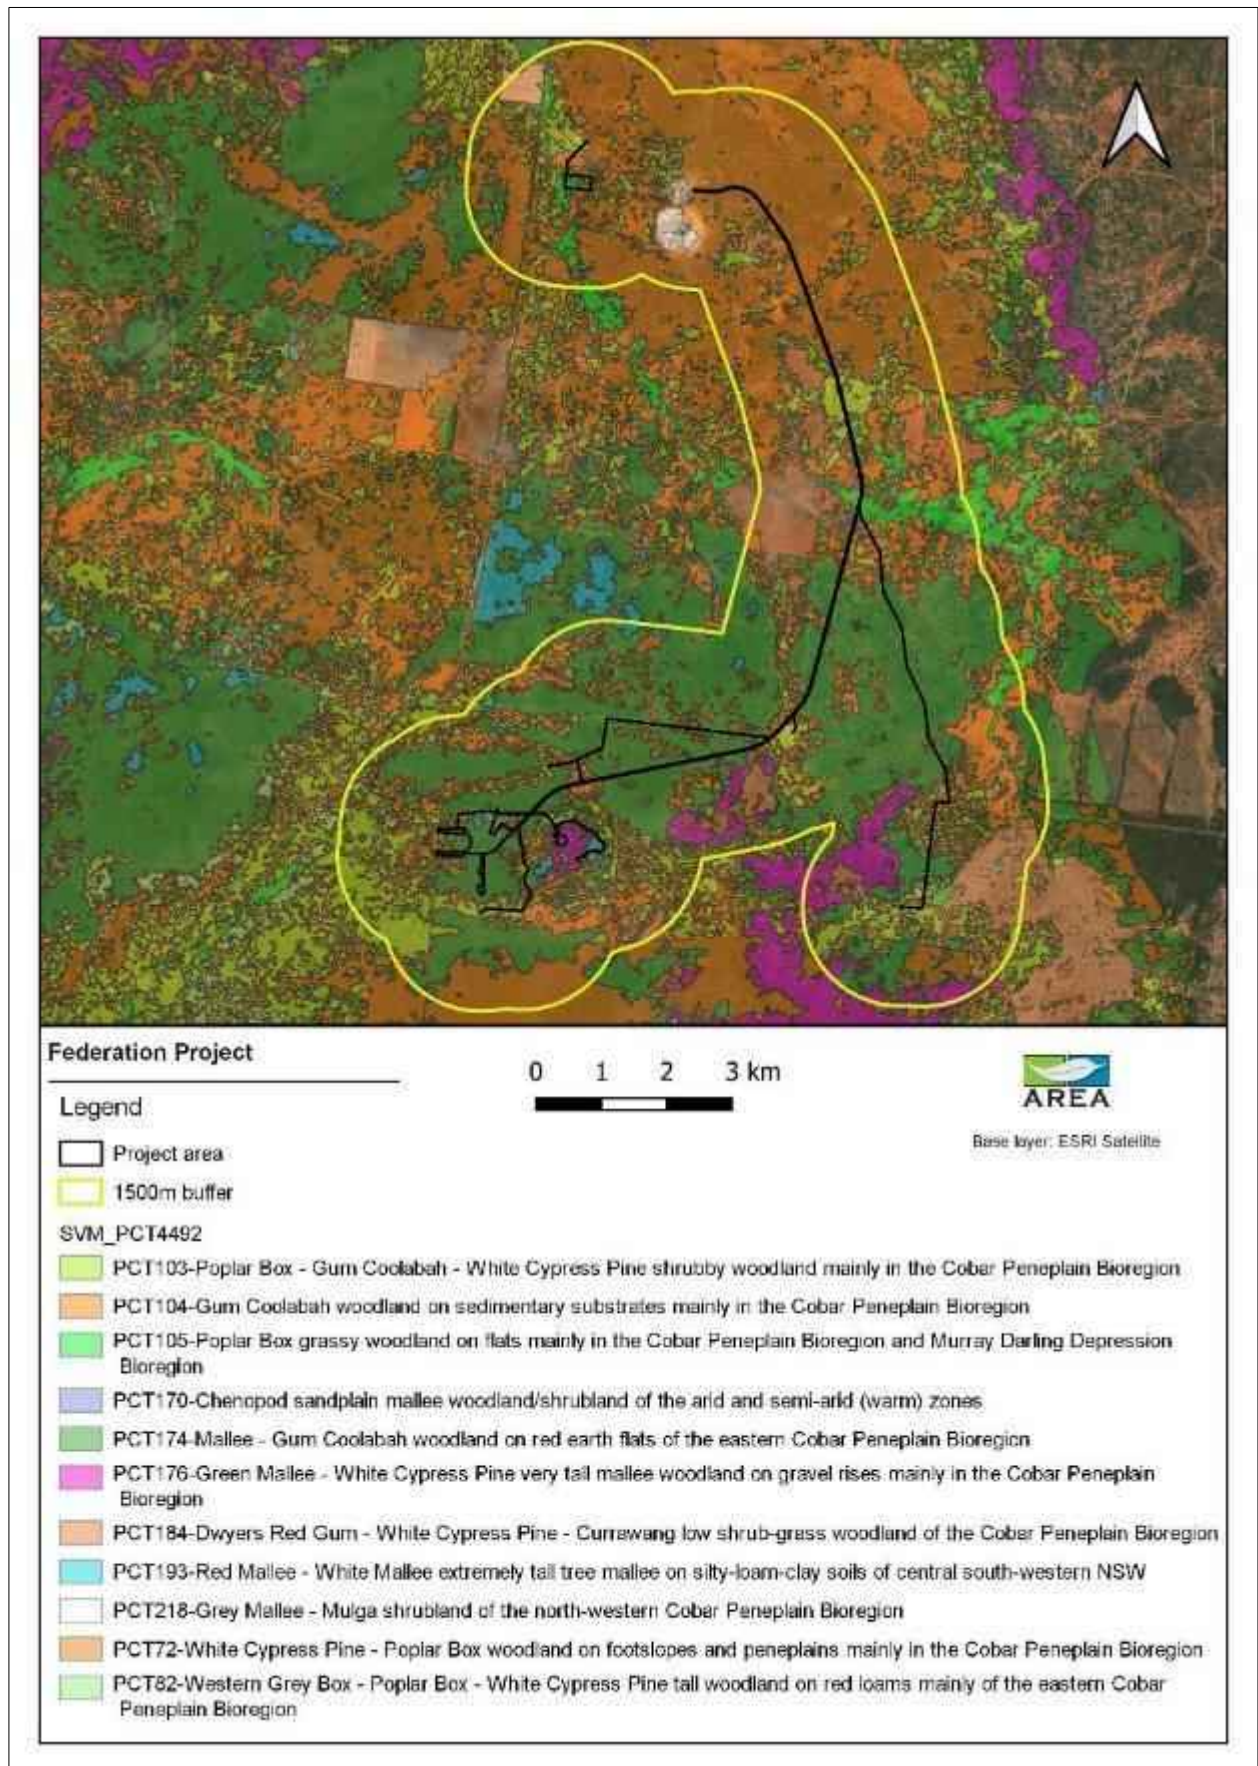 Federation Project
Legend
Project area
1500m buffer
SVM_PCT4492
PCT103-Poplar Box - Gum Coolabah - White Cypress Pine shrubby woodland mainly in the Cobar Peneplain Bioregion
PCT104-Gum Coolabah woodland on sedimentary substrates mainly in the Cobar Peneplain Bioregion
PCT105-Poplar Box grassy woodland on flats mainly in the Cobar Peneplain Bioregion and Murray Darling Depression
Bioregion
PCT170-Chenopod sandplain mallee woodland/shrubland of the arid and semi-arid (warm) zones
PCT174-Mallee - Gum Coolabah woodland on red earth flats of the eastern Cobar Peneplain Bioregion
PCT176-Green Mallee - White Cypress Pine very tall mallee woodland on gravel rises mainly in the Cobar Peneplain
Bioregion
PCT184-Dwyers Red Gum - White Cypress Pine - Currawang low shrub-grass woodland of the Cobar Peneplain Bioregion
PCT193-Red Mallee - White Mallee extremely tall tree mallee on silty-loam-clay soils of central south-western NSW
PCT218-Grey Mallee - Mulga shrubland of the north-western Cobar Peneplain Bioregion
PCT72-White Cypress Pine - Poplar Box woodland on footslopes and peneplains mainly in the Cobar Peneplain Bioregion
PCT82-Western Grey Box - Poplar Box - White Cypress Pine tall woodland on red loams mainly of the eastern Cobar
Peneplain Bioregion
0 1 2 3 km
AREA
Base layer: ESRI Satellite